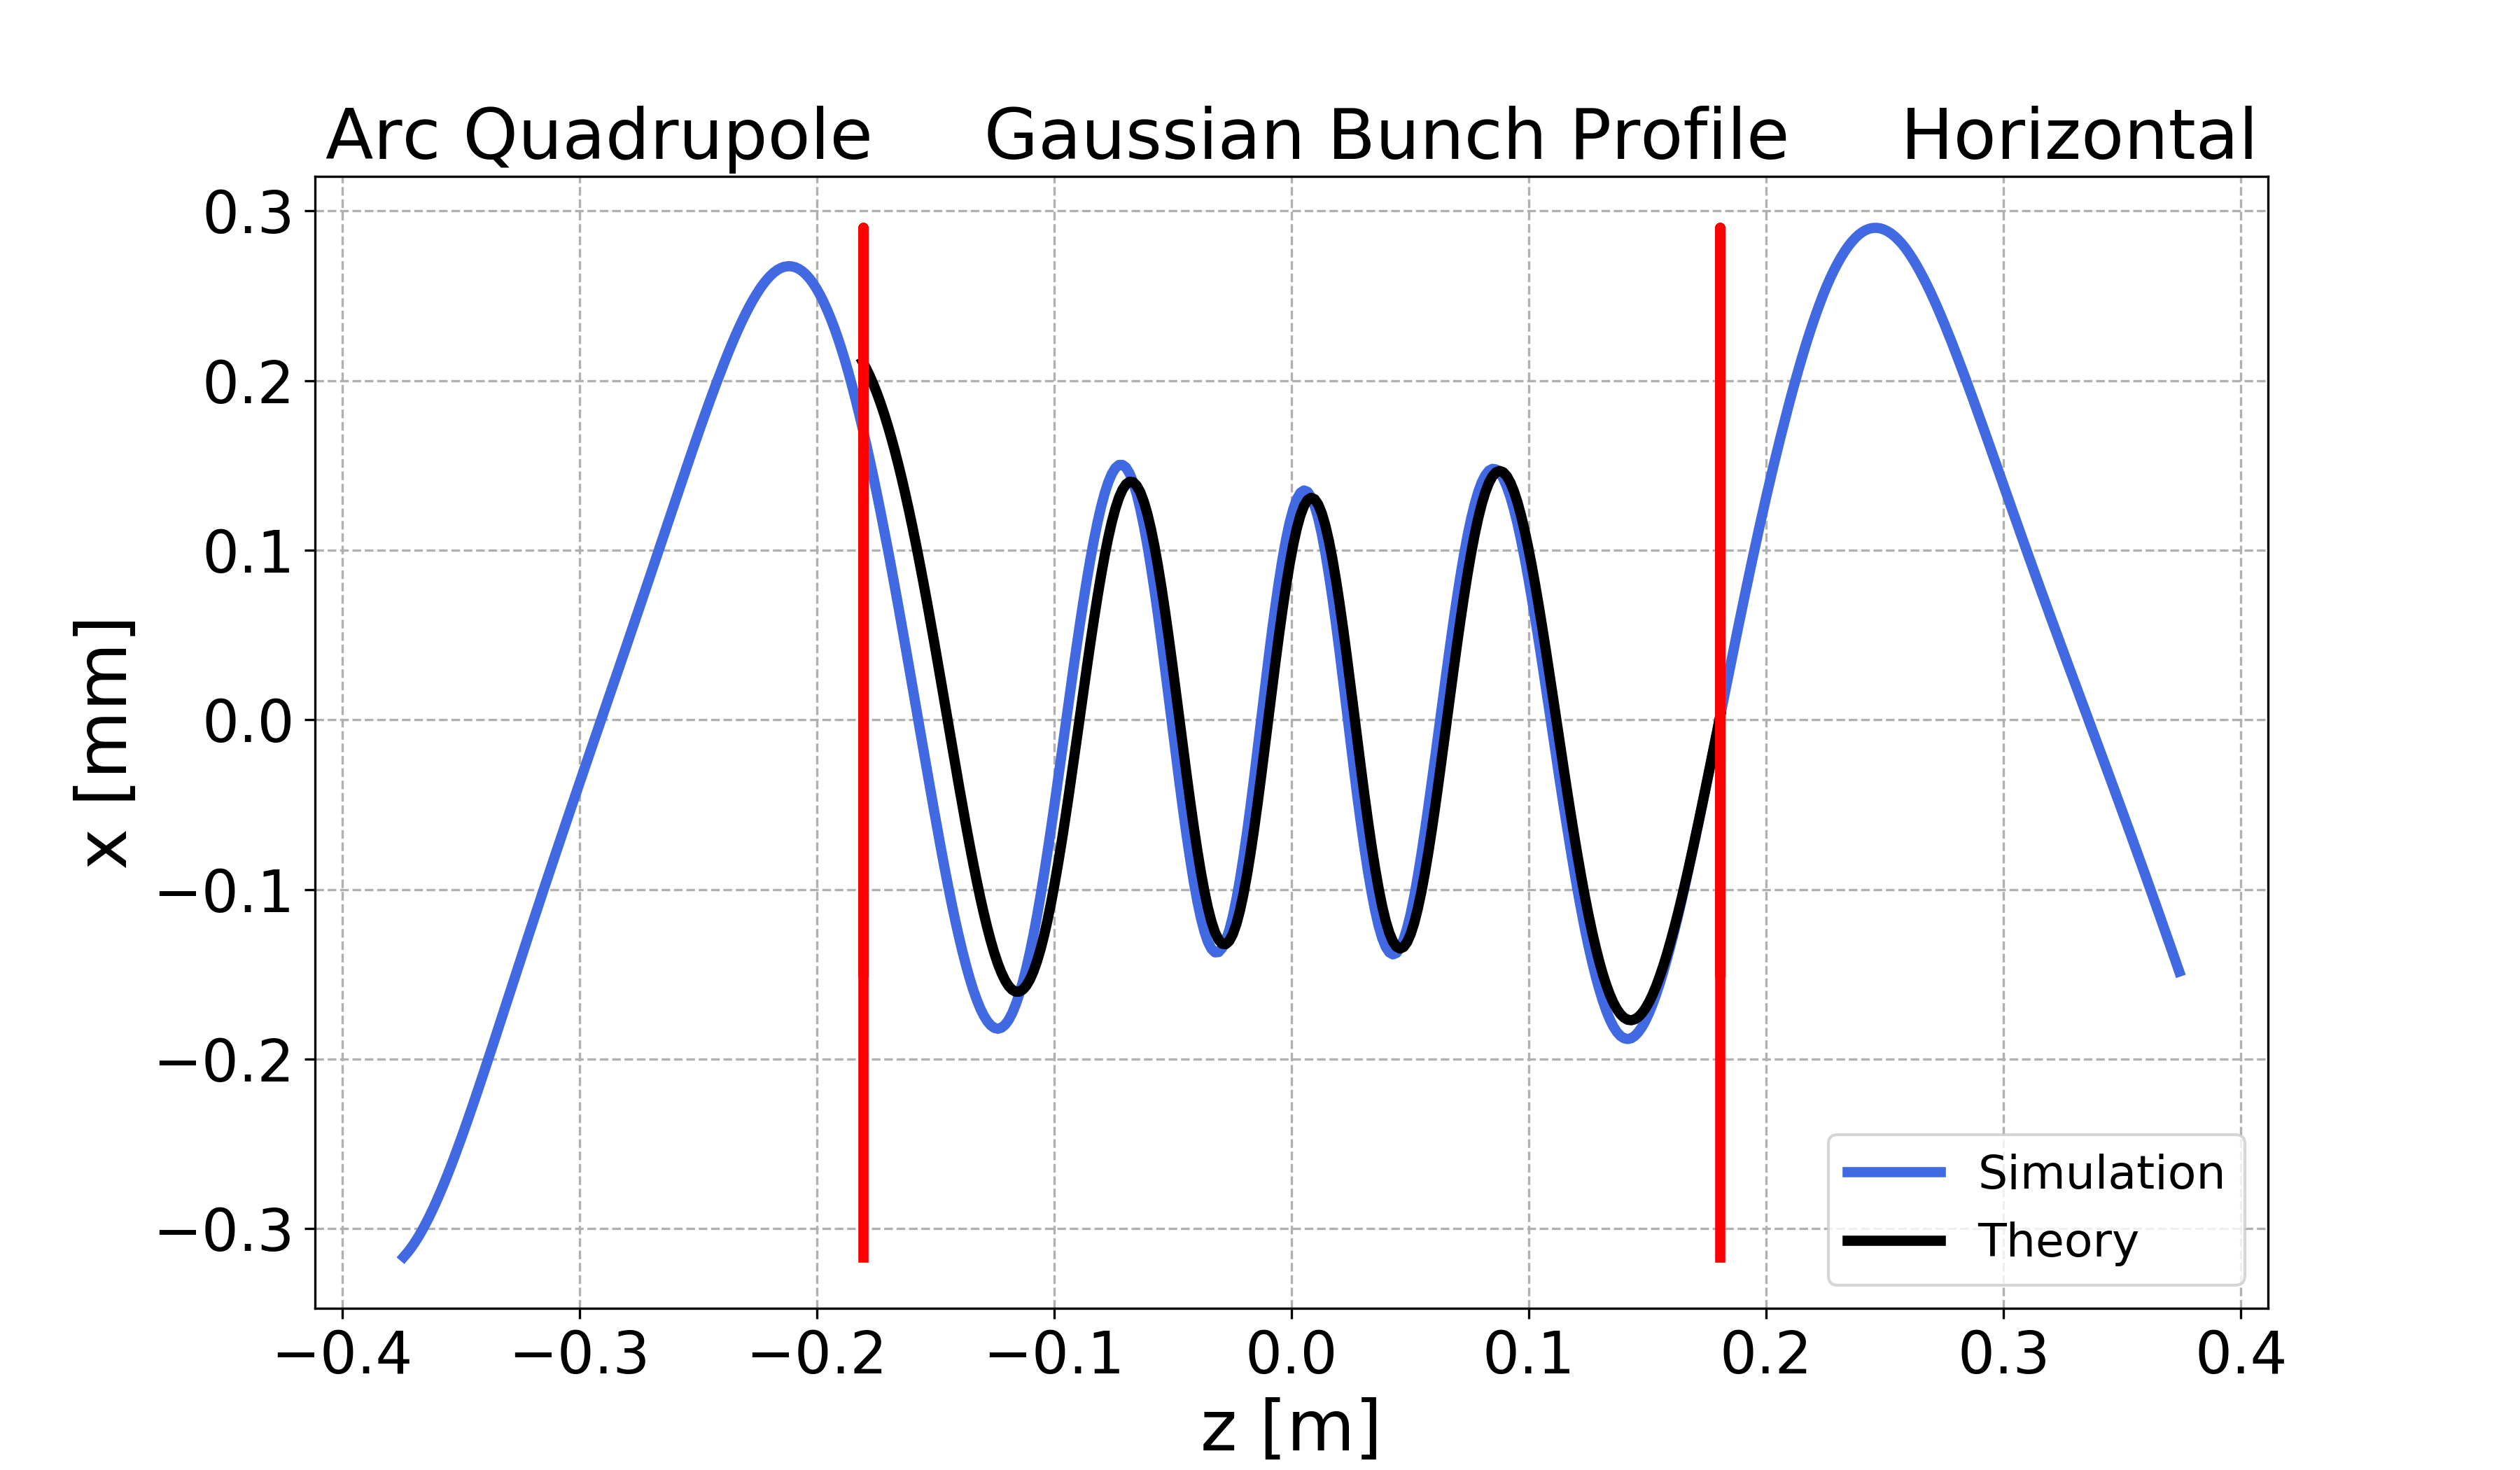 Arc Quadrupole Gaussian Bunch Profile Horizontal
0.3
0.2
0.1
0.0
−0.1
−0.2
−0.3
x [mm]
Simulation
Theory
−0.4 −0.3 −0.2 −0.1 0.0 0.1 0.2 0.3 0.4
z [m]